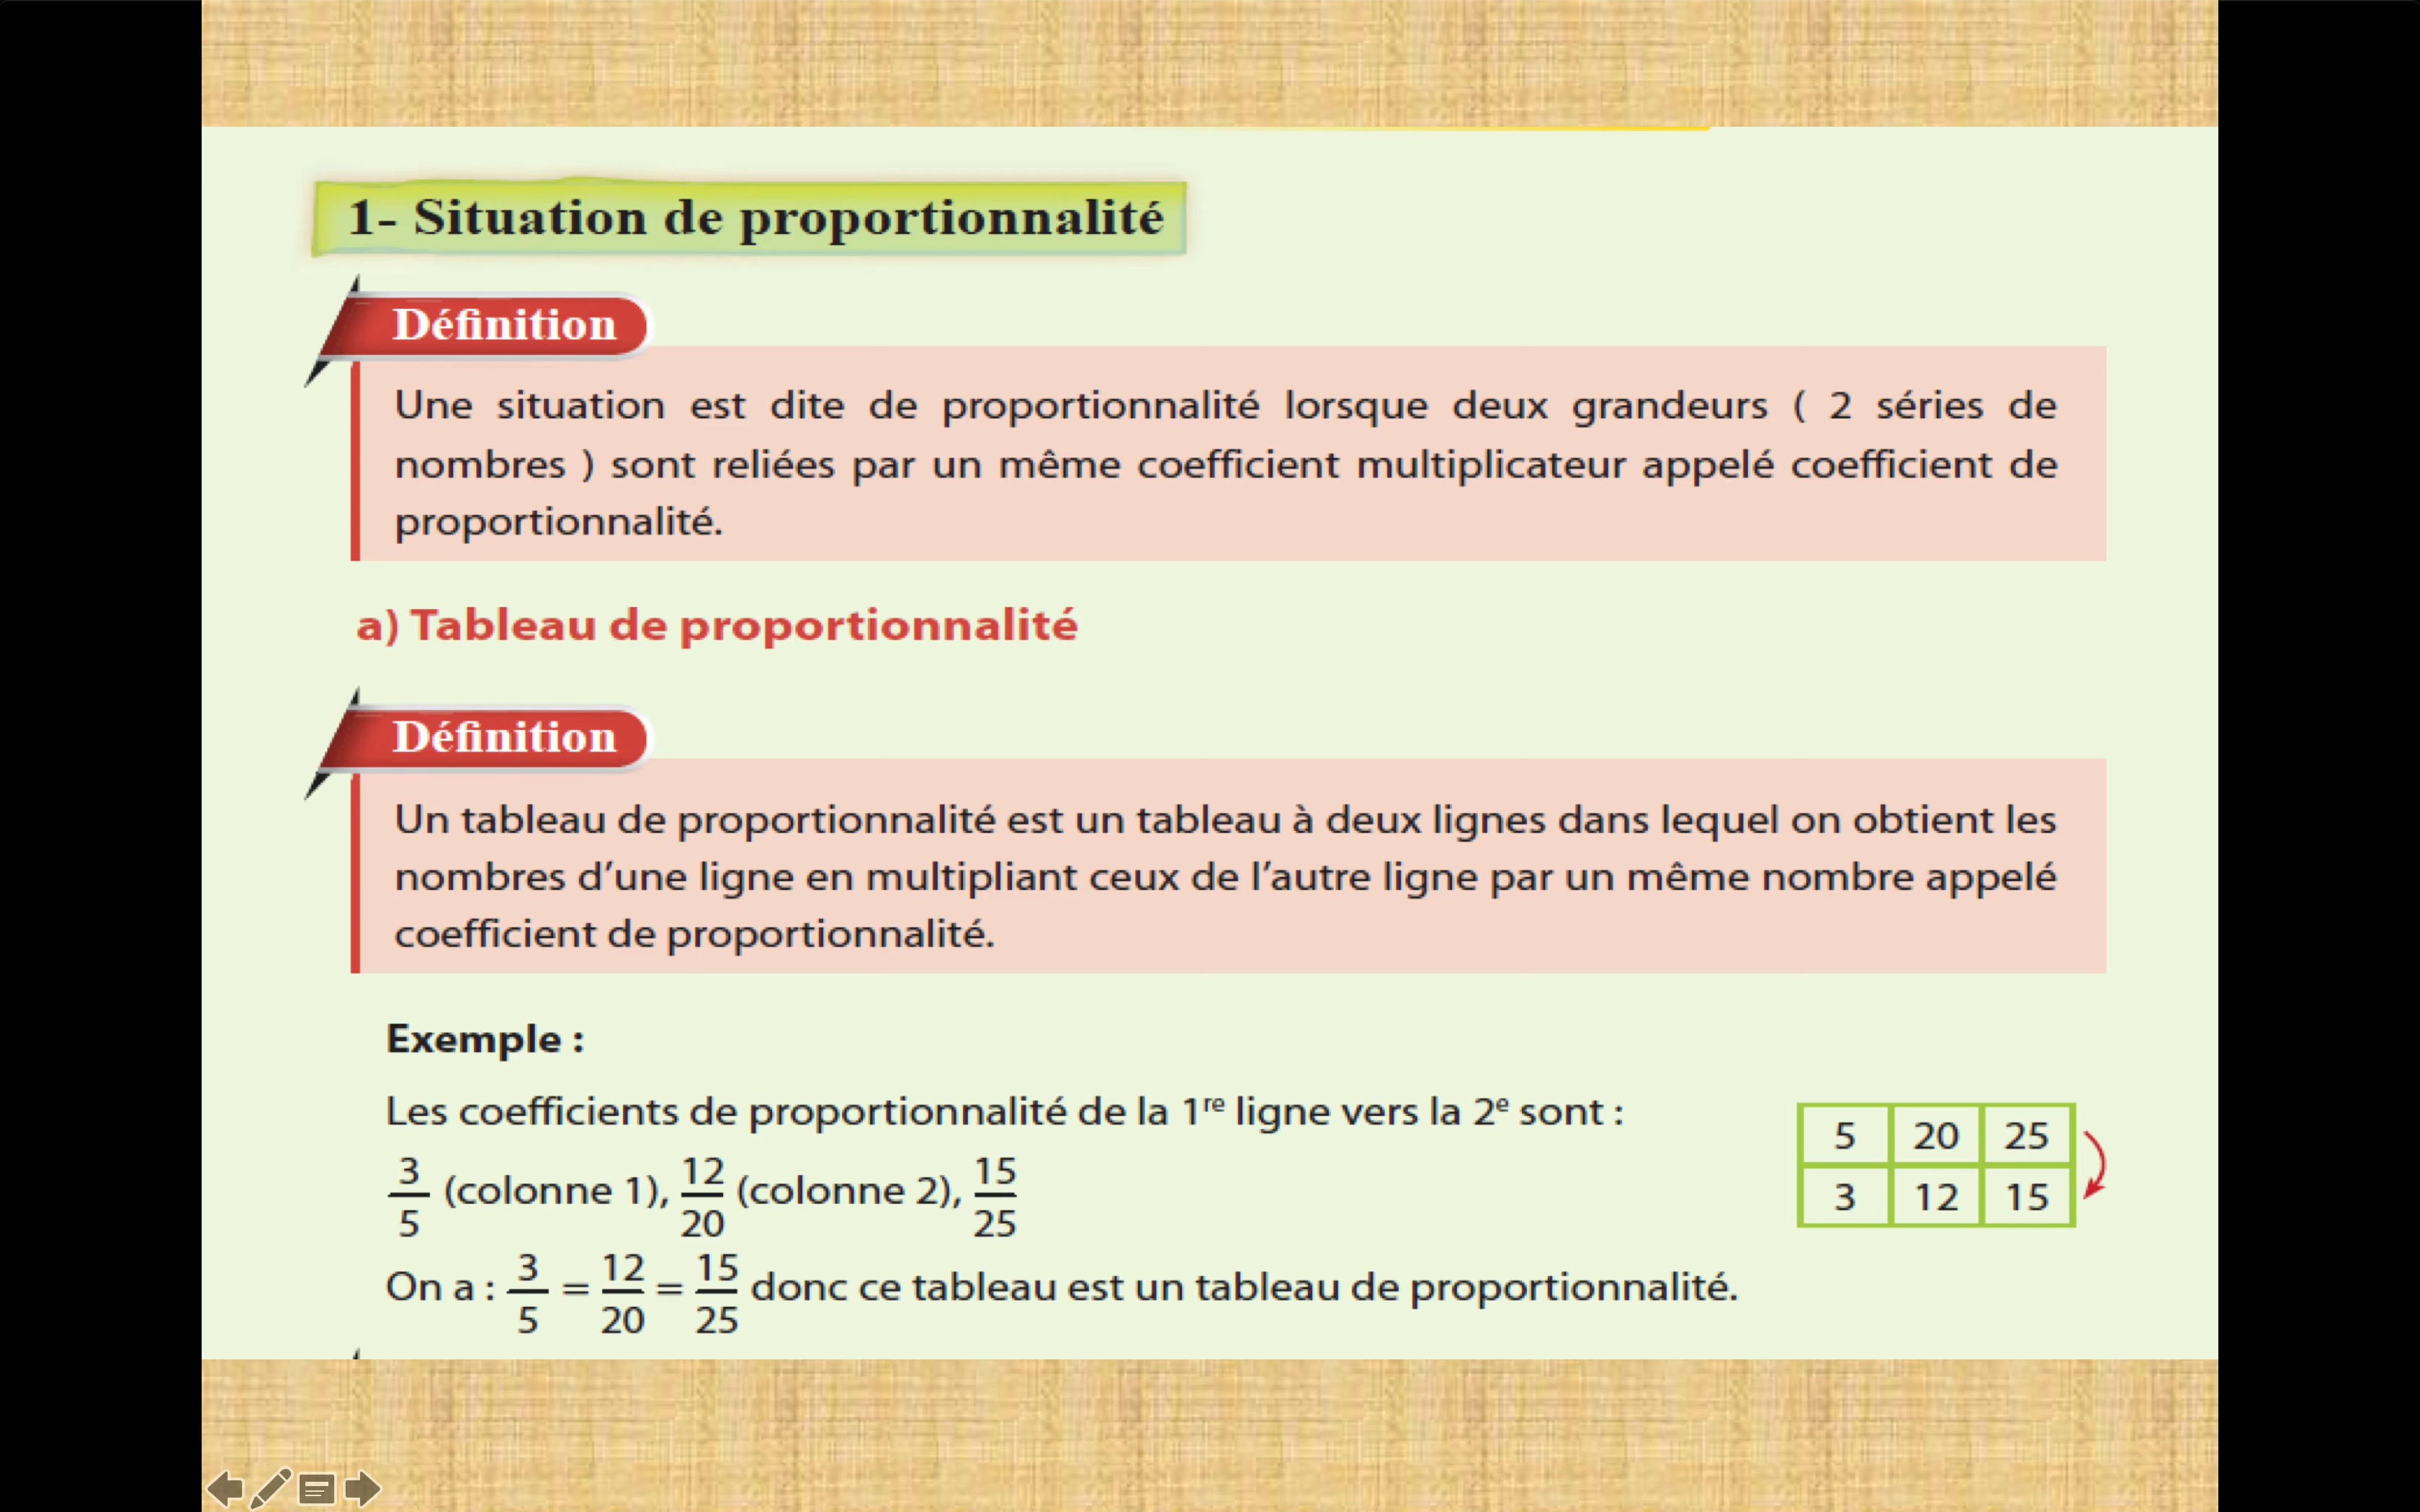 1- Situation de proportionnalité
Définition
Une situation est dite de proportionnalité lorsque deux grandeurs ( 2 séries de
nombres ) sont reliées par un même coefficient multiplicateur appelé coefficient de
proportionnalité.
a) Tableau de proportionnalité
Définition
Un tableau de proportionnalité est un tableau à deux lignes dans lequel on obtient les
nombres d’une ligne en multipliant ceux de l’autre ligne par un même nombre appelé
coefficient de proportionnalité.
Exemple :
Les coefficients de proportionnalité de la 1re ligne vers la 2e sont :
3/5 (colonne 1), 12/20 (colonne 2), 15/25
On a : 3/5 = 12/20 = 15/25 donc ce tableau est un tableau de proportionnalité.
5 20 25
3 12 15